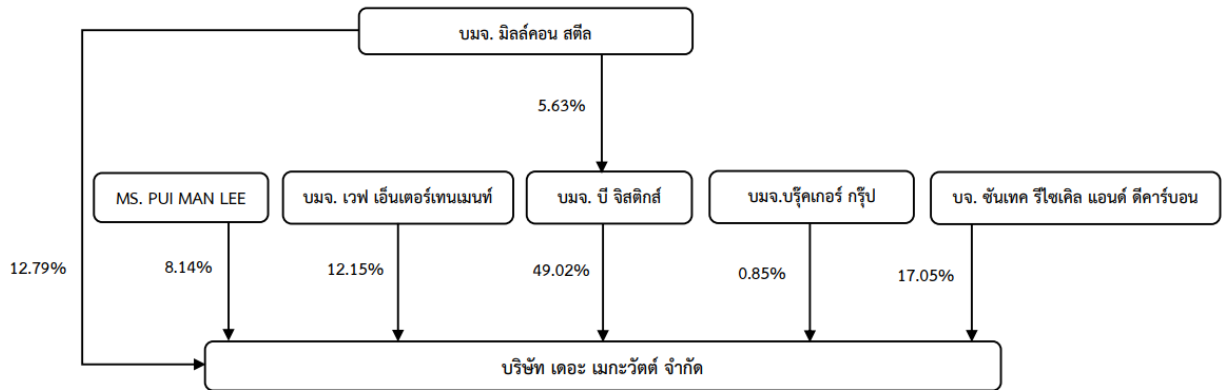 บมจ. มิลล์คอน สตีล
5.63%
MS. PUI MAN LEE
บมจ. เวฟ เอ็นเตอร์เทนเมนท์
บมจ. บี จิสติกส์
บมจ.บรุ๊คเกอร์ กรุ๊ป
บจ. ซันเทค รีไซเคิล แอนด์ ดีคาร์บอน
12.79%
8.14%
12.15%
49.02%
0.85%
17.05%
บริษัท เดอะ เมกะวัตต์ จำกัด